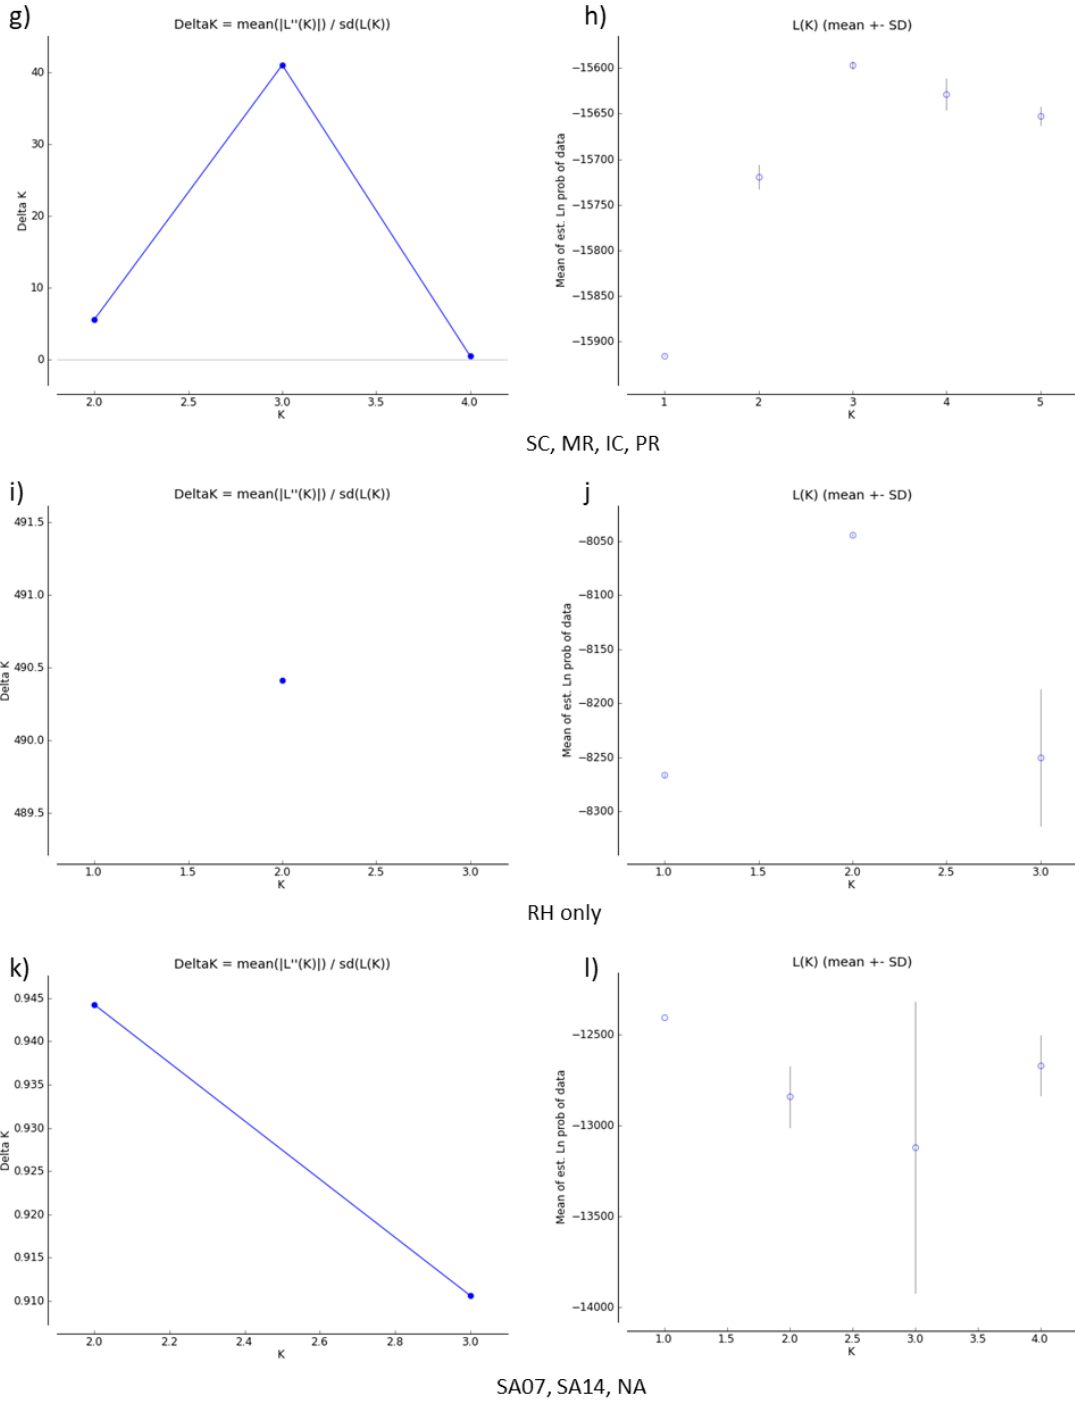 g)
DeltaK = mean(|L''(K)|) / sd(L(K))
Delta K
40
30
20
10
0
2.0 2.5 3.0 3.5 4.0
K
h)
L(K) (mean +- SD)
Mean of est. Ln prob of data
−15600
−15650
−15700
−15750
−15800
−15850
−15900
1 2 3 4 5
K
SC, MR, IC, PR
i)
DeltaK = mean(|L''(K)|) / sd(L(K))
Delta K
491.5
491.0
490.5
490.0
489.5
1.0 1.5 2.0 2.5 3.0
K
j
L(K) (mean +- SD)
Mean of est. Ln prob of data
−8050
−8100
−8150
−8200
−8250
−8300
1.0 1.5 2.0 2.5 3.0
K
RH only
k)
DeltaK = mean(|L''(K)|) / sd(L(K))
Delta K
0.945
0.940
0.935
0.930
0.925
0.920
0.915
0.910
2.0 2.2 2.4 2.6 2.8 3.0
K
l)
L(K) (mean +- SD)
Mean of est. Ln prob of data
−12500
−13000
−13500
−14000
1.0 1.5 2.0 2.5 3.0 3.5 4.0
K
SA07, SA14, NA